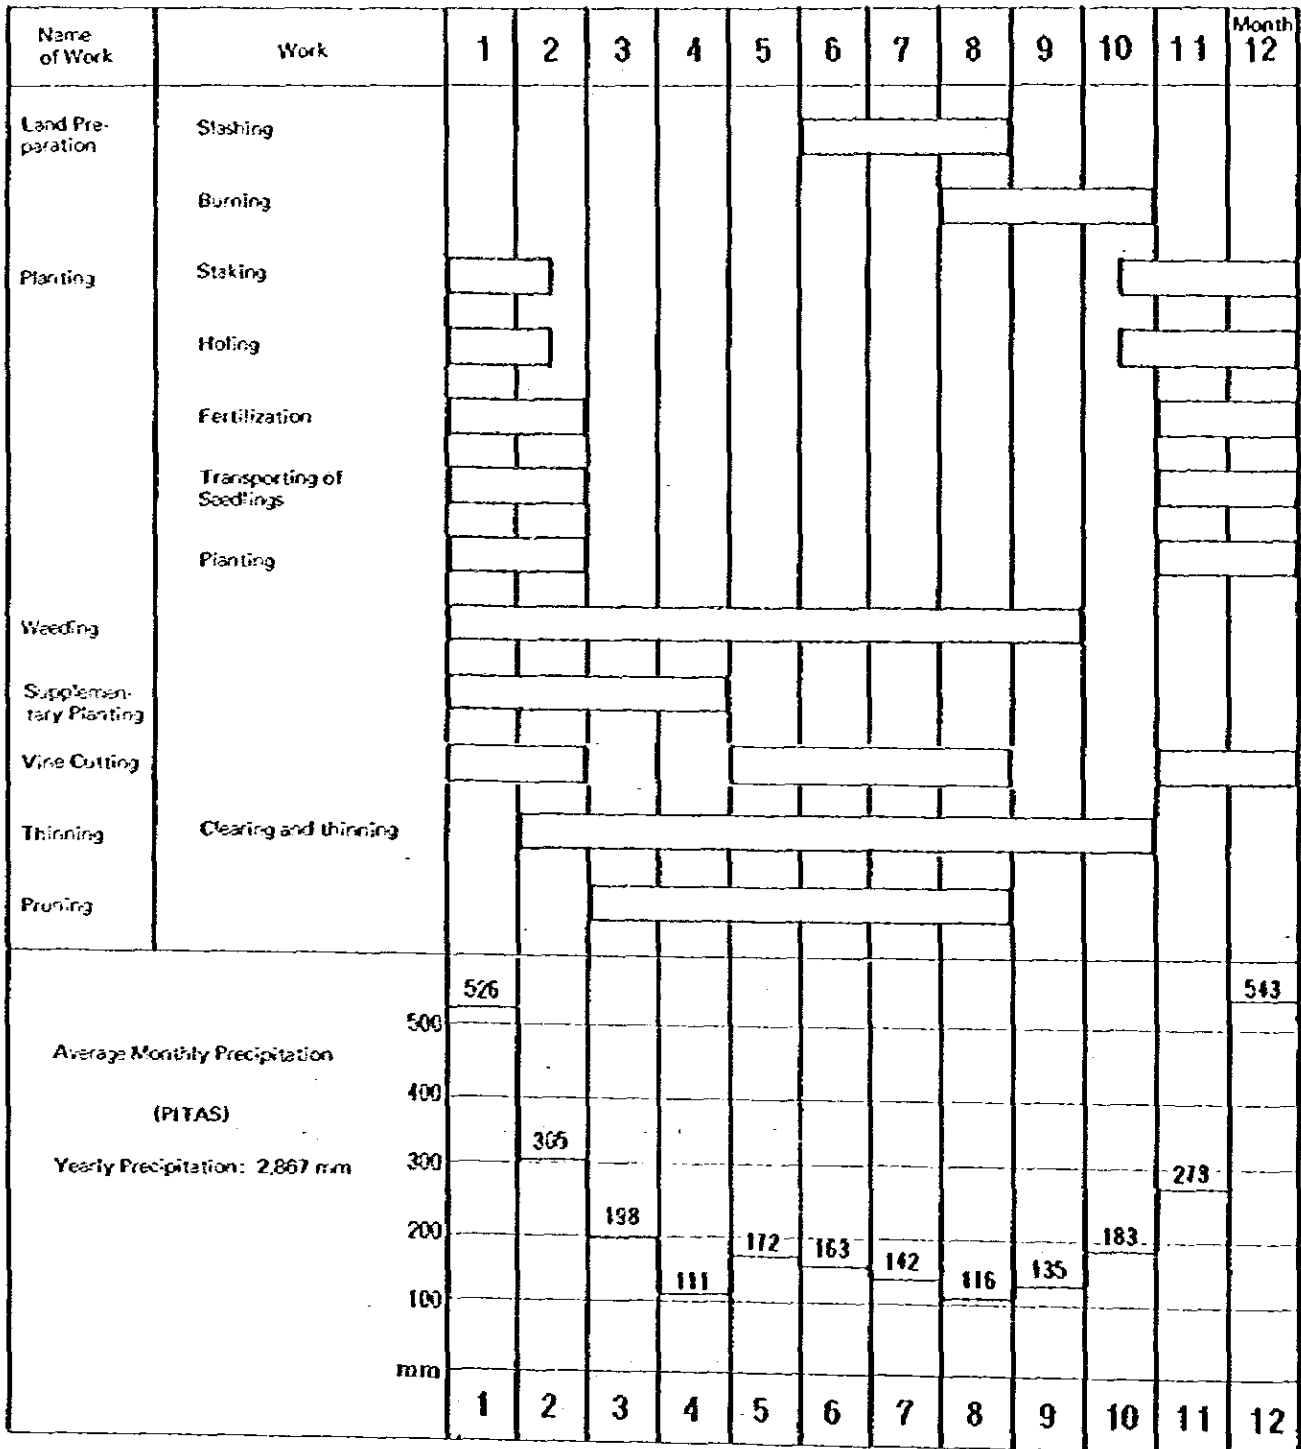 Name
of Work
Work
Month
1 2 3 4 5 6 7 8 9 10 11 12
Land Pre-
paration
Slashing
Burning
Planting
Staking
Holing
Fertilization
Transporting of
Seedlings
Planting
Weeding
Supplemen-
tary Planting
Vine Cutting
Thinning
Clearing and thinning
Pruning
Average Monthly Precipitation
(PITAS)
Yearly Precipitation: 2,867 mm
500
400
300
200
100
mm
526
305
198
111
172
163
142
116
135
183
273
543
1 2 3 4 5 6 7 8 9 10 11 12